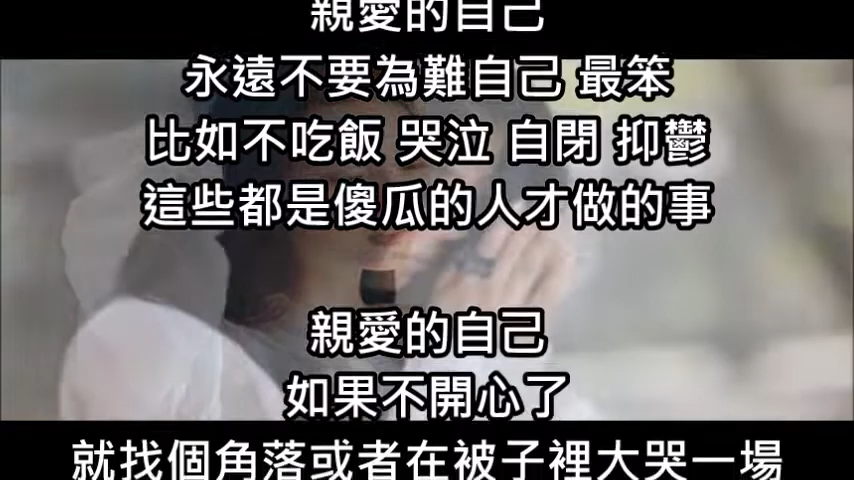 親愛的自己
永遠不要為難自己 最笨
比如不吃飯 哭泣 自閉 抑鬱
這些都是傻瓜的人才做的事
親愛的自己
如果不開心了
就找個角落或者在被子裡大哭一場